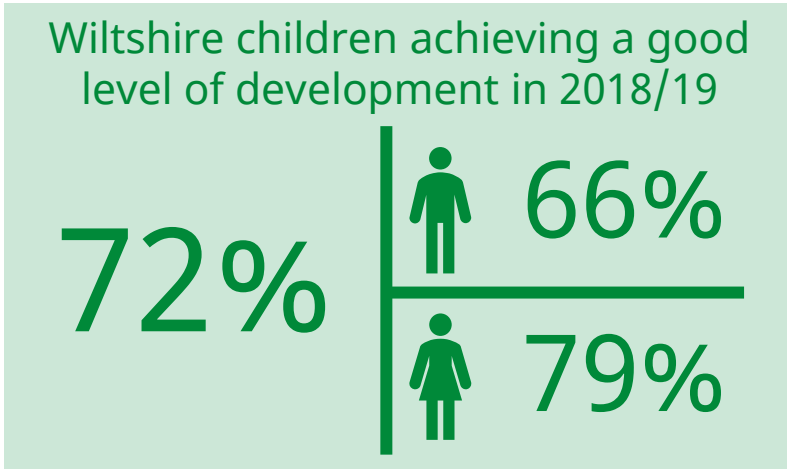 Wiltshire children achieving a good
level of development in 2018/19
72%
66%
79%